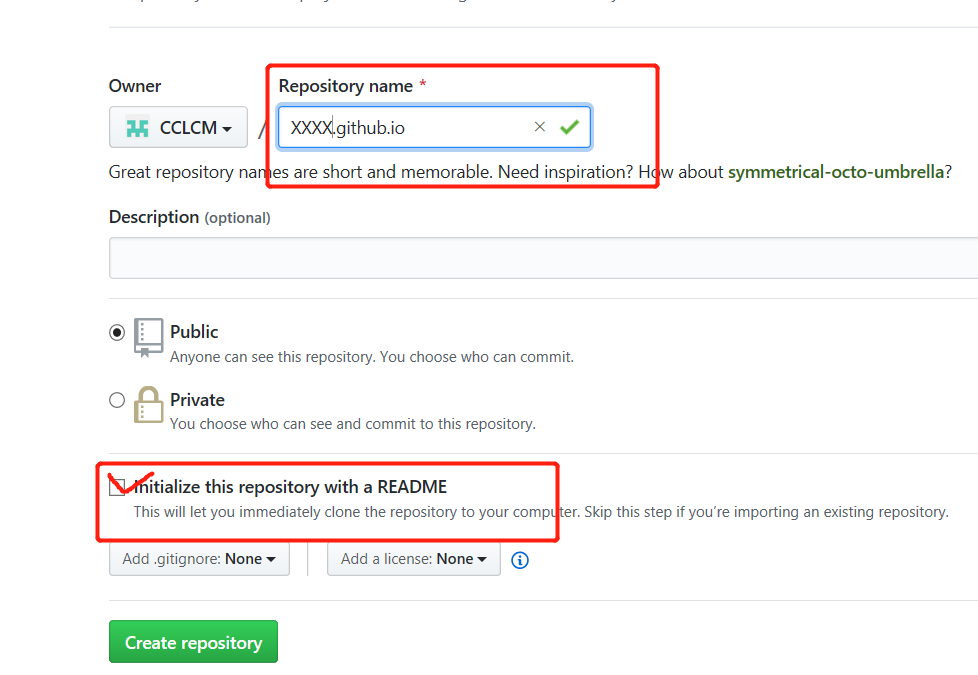 Owner
Repository name *
CCLCM
/
XXXX.github.io
Great repository names are short and memorable. Need inspiration? How about symmetrical-octo-umbrella?
Description (optional)
Public
Anyone can see this repository. You choose who can commit.
Private
You choose who can see and commit to this repository.
Initialize this repository with a README
This will let you immediately clone the repository to your computer. Skip this step if you’re importing an existing repository.
Add .gitignore: None
Add a license: None
Create repository